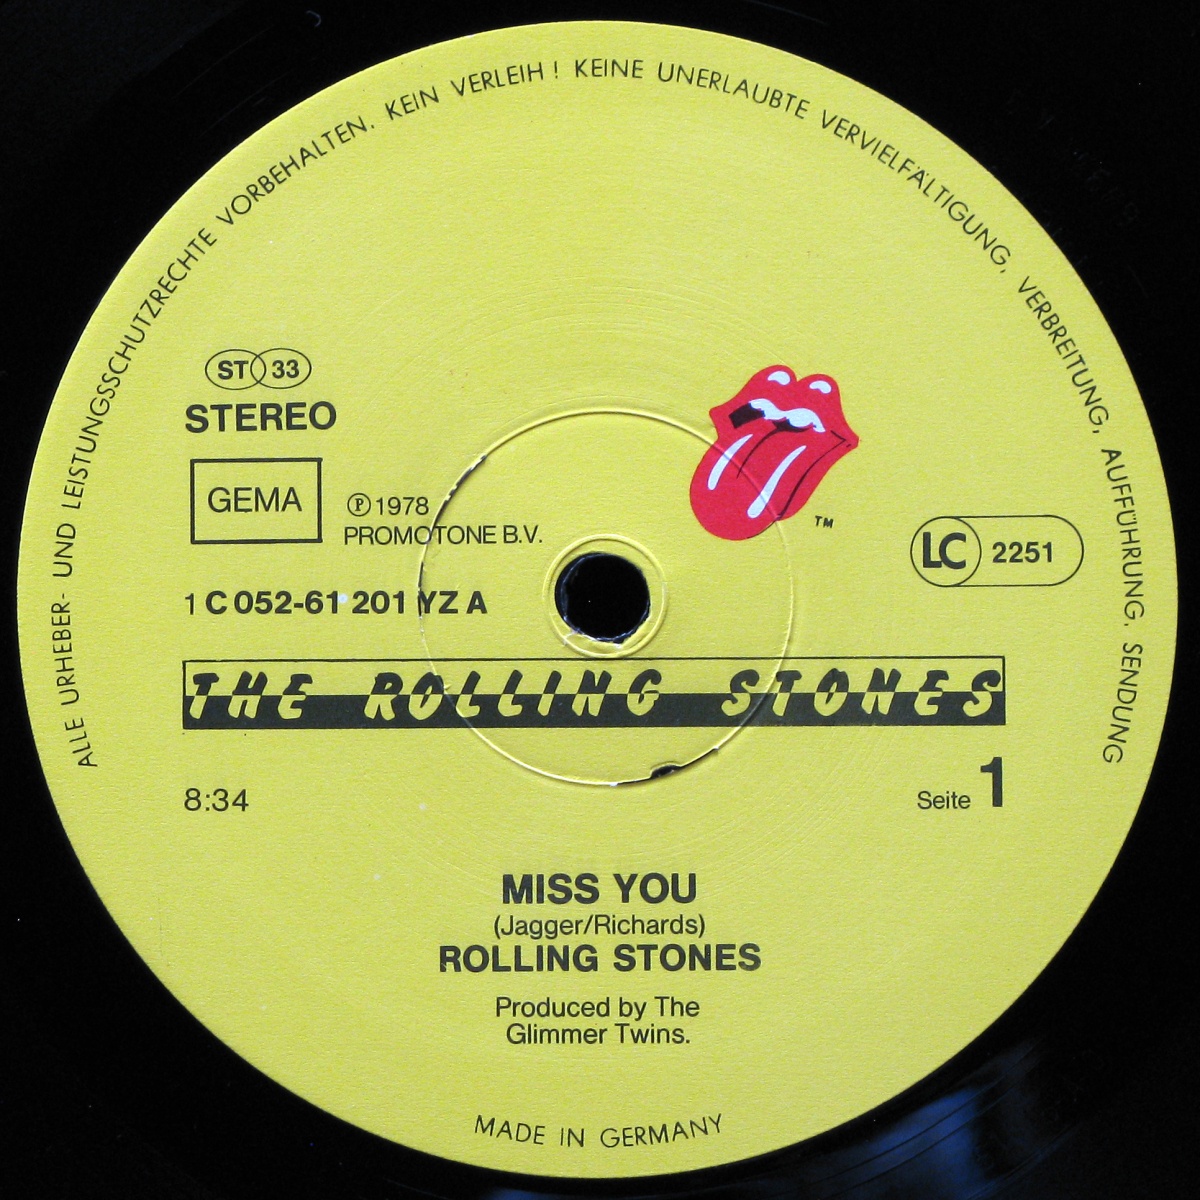 ALLE URHEBER- UND LEISTUNGSSCHUTZRECHTE VORBEHALTEN. KEIN VERLEIH! KEINE UNERLAUBTE VERVIELFÄLTIGUNG, VERBREITUNG, AUFFÜHRUNG, SENDUNG
ST 33
STEREO
GEMA
℗ 1978
PROMOTONE B.V.
TM
LC 2251
1 C 052-61 201 YZ A
THE ROLLING STONES
8:34
Seite 1
MISS YOU
(Jagger/Richards)
ROLLING STONES
Produced by The
Glimmer Twins.
MADE IN GERMANY